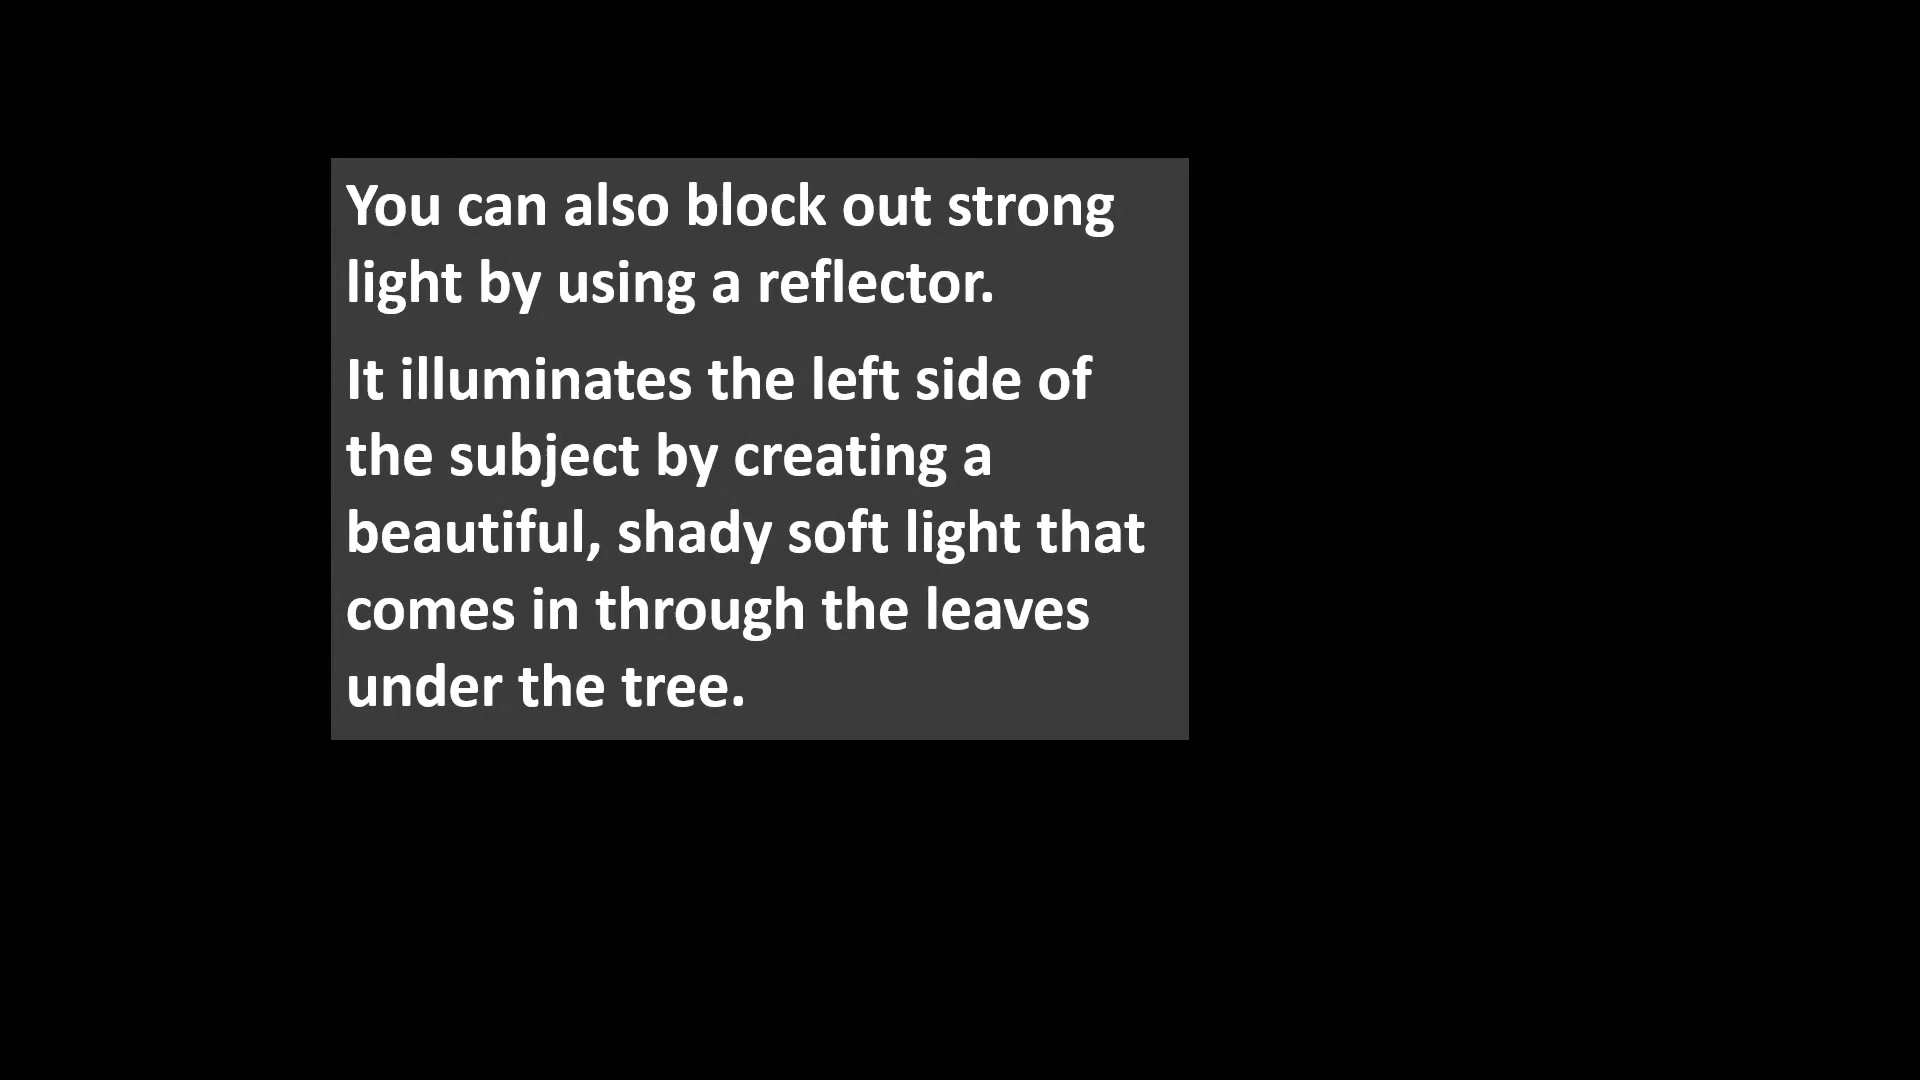 You can also block out strong
light by using a reflector.
It illuminates the left side of
the subject by creating a
beautiful, shady soft light that
comes in through the leaves
under the tree.